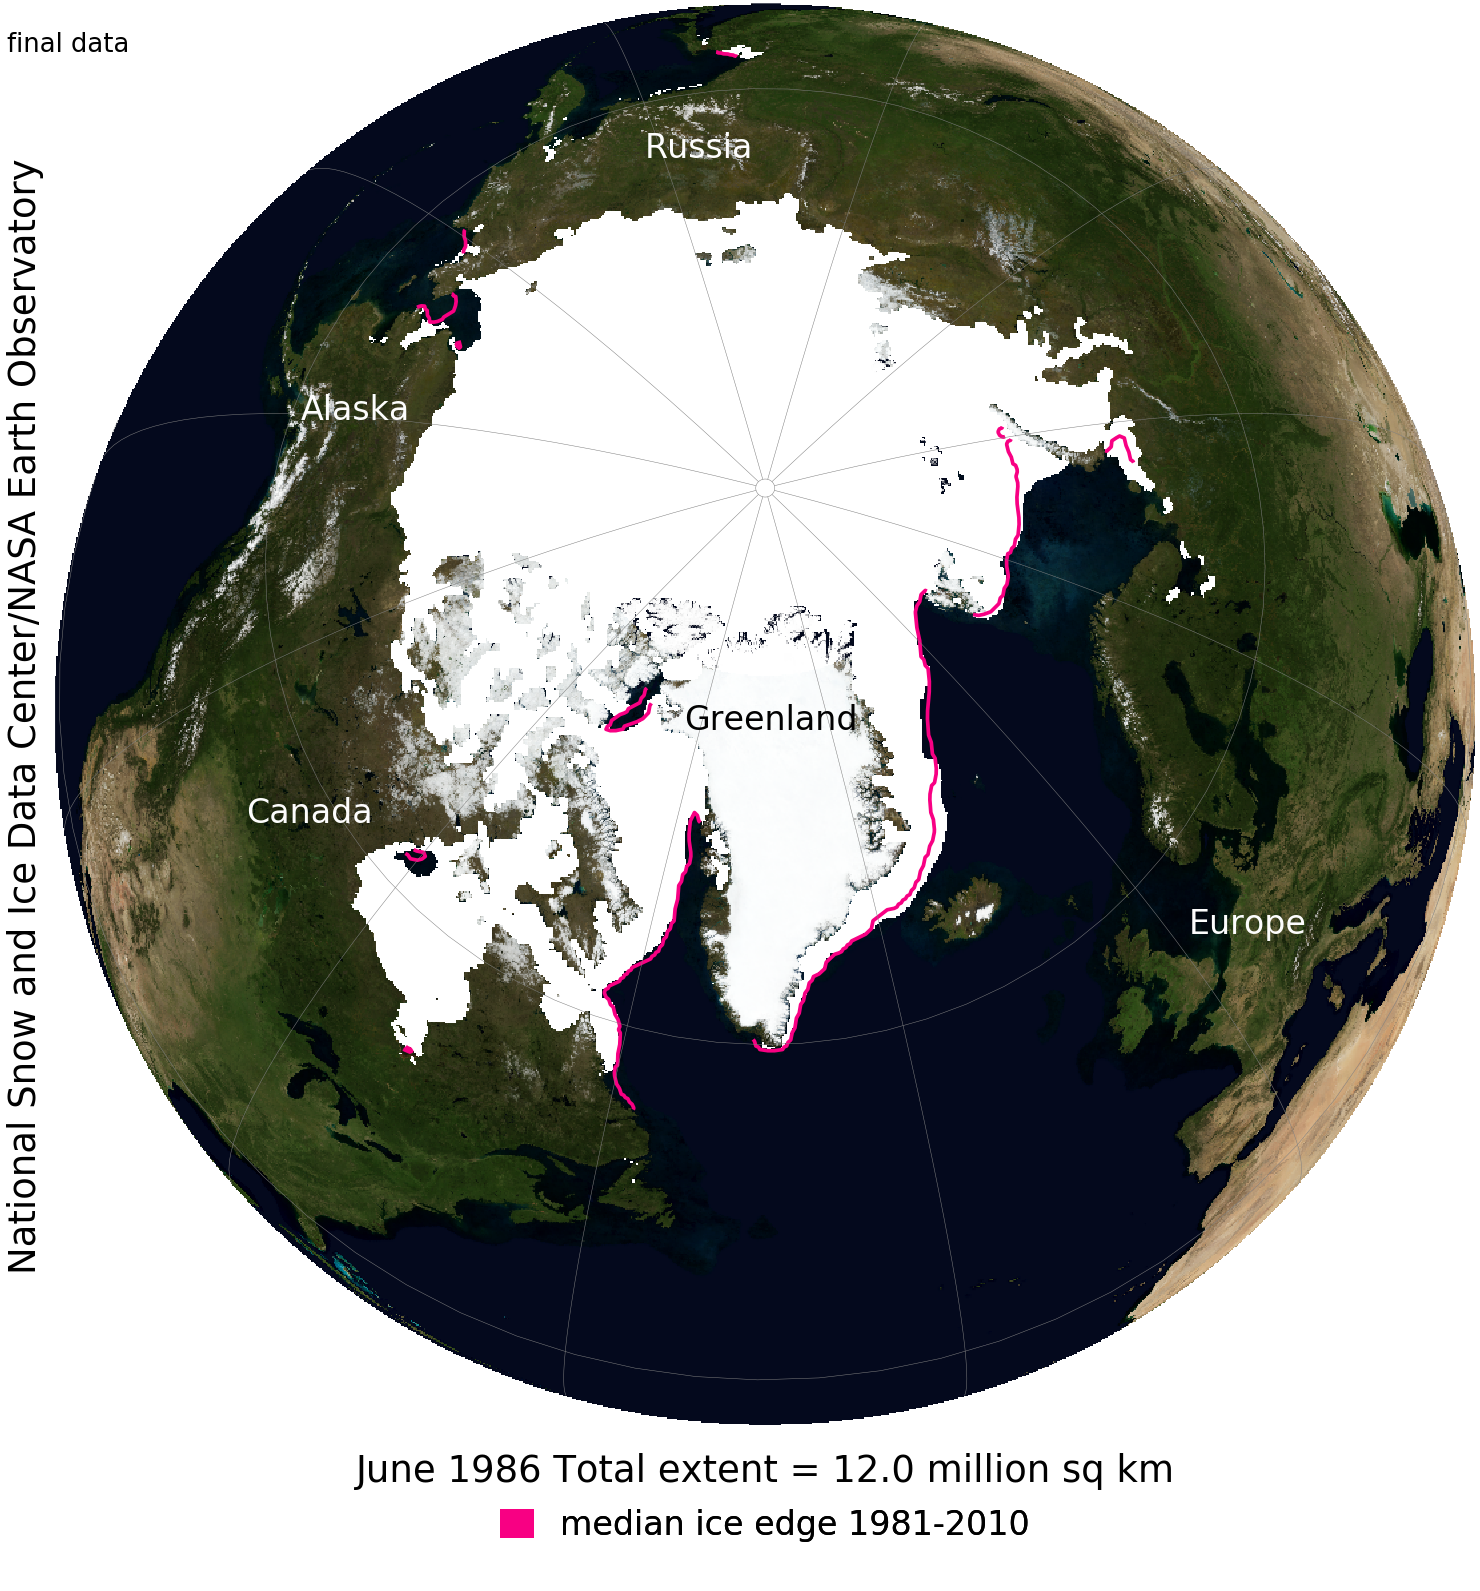 final data
National Snow and Ice Data Center/NASA Earth Observatory
Russia
Alaska
Greenland
Canada
Europe
June 1986 Total extent = 12.0 million sq km
median ice edge 1981-2010